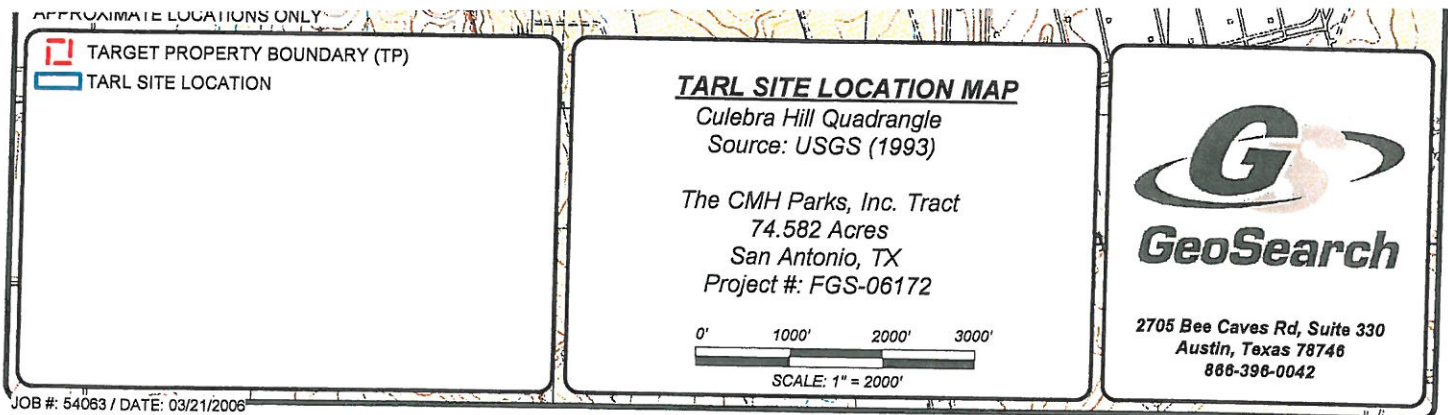 APPROXIMATE LOCATIONS ONLY
TARGET PROPERTY BOUNDARY (TP)
TARL SITE LOCATION
TARL SITE LOCATION MAP
Culebra Hill Quadrangle
Source: USGS (1993)
The CMH Parks, Inc. Tract
74.582 Acres
San Antonio, TX
Project #: FGS-06172
0' 1000' 2000' 3000'
SCALE: 1" = 2000'
GS
GeoSearch
2705 Bee Caves Rd, Suite 330
Austin, Texas 78746
866-396-0042
JOB #: 54063 / DATE: 03/21/2006